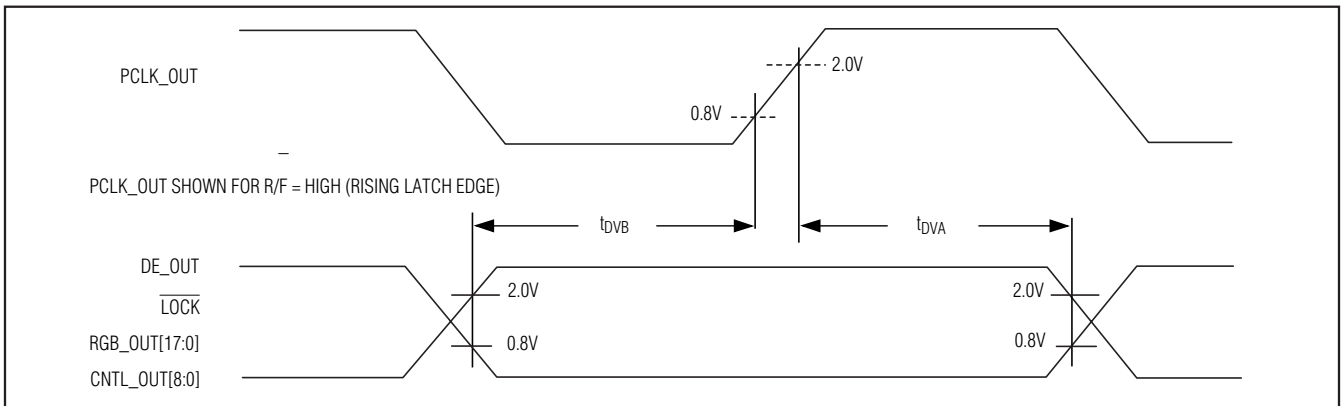 PCLK_OUT
2.0V
0.8V
PCLK_OUT SHOWN FOR R/F̅ = HIGH (RISING LATCH EDGE)
tDVB
tDVA
DE_OUT
L̅O̅C̅K̅
RGB_OUT[17:0]
CNTL_OUT[8:0]
2.0V
0.8V
2.0V
0.8V